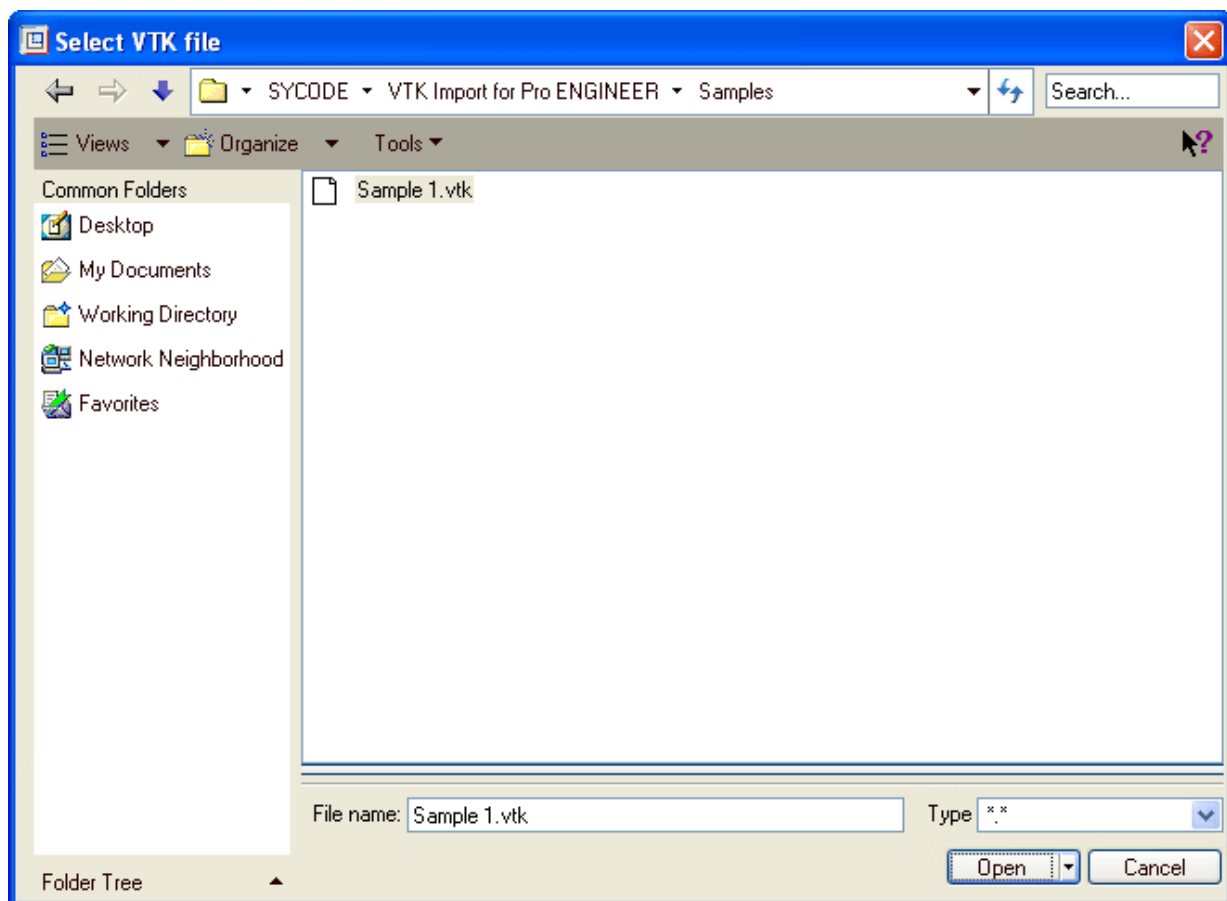 Select VTK file
SYCODE VTK Import for Pro ENGINEER Samples Search...
Views Organize Tools
Common Folders
Sample 1.vtk
Desktop
My Documents
Working Directory
Network Neighborhood
Favorites
File name: Sample 1.vtk Type *.*
Open Cancel
Folder Tree